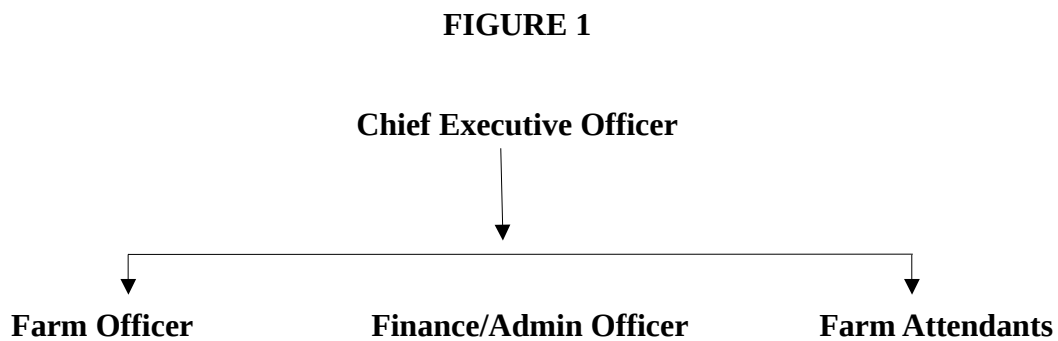 FIGURE 1
Chief Executive Officer
Farm Officer Finance/Admin Officer Farm Attendants